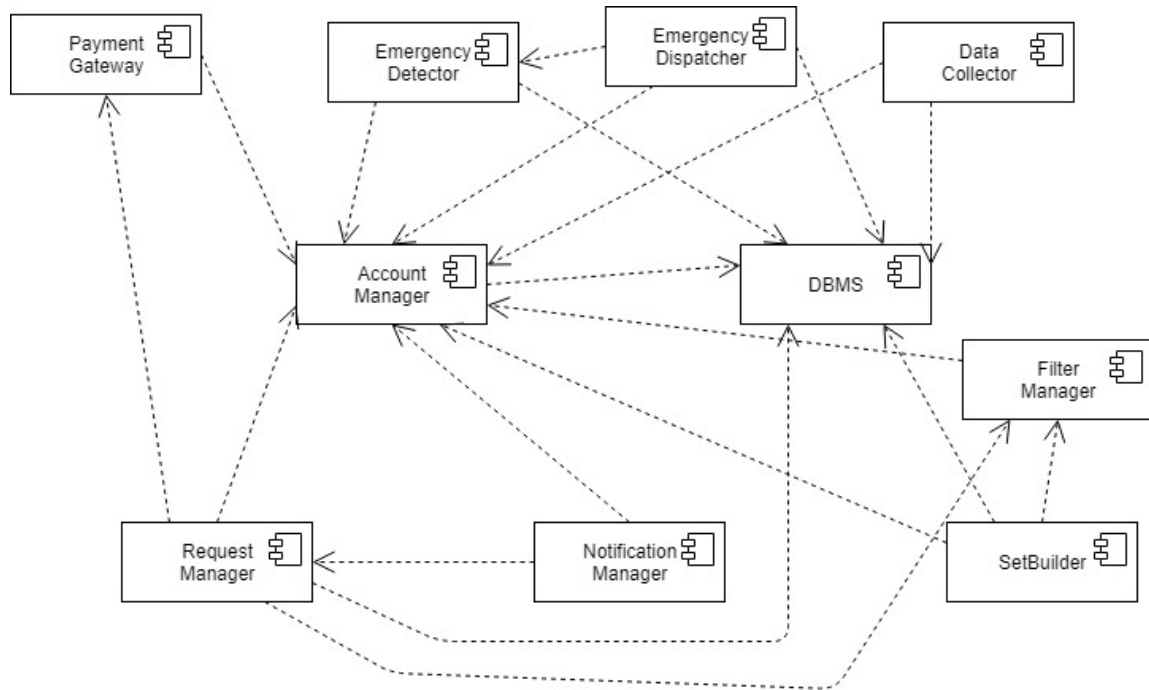 Payment
Gateway
Emergency
Detector
Emergency
Dispatcher
Data
Collector
Account
Manager
DBMS
Filter
Manager
Request
Manager
Notification
Manager
SetBuilder